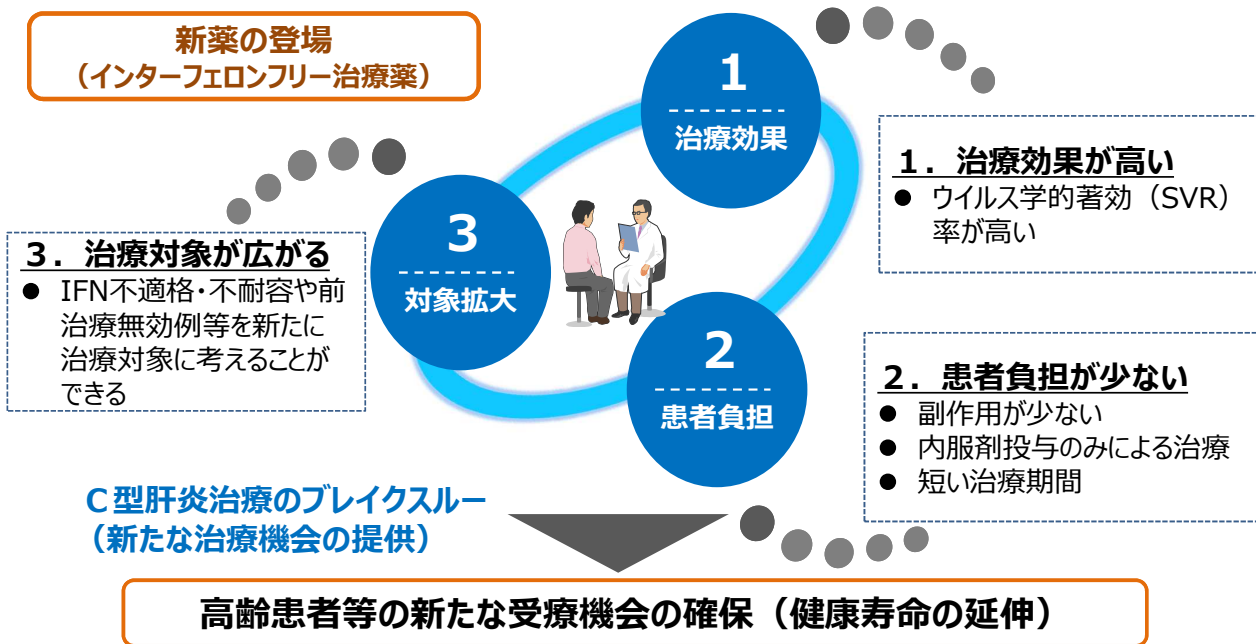 新薬の登場
（インターフェロンフリー治療薬）
1
治療効果
１．治療効果が高い
● ウイルス学的著効（SVR）
率が高い
3
対象拡大
３．治療対象が広がる
● IFN不適格・不耐容や前
治療無効例等を新たに
治療対象に考えることが
できる
2
患者負担
２．患者負担が少ない
● 副作用が少ない
● 内服剤投与のみによる治療
● 短い治療期間
Ｃ型肝炎治療のブレイクスルー
（新たな治療機会の提供）
高齢患者等の新たな受療機会の確保（健康寿命の延伸）